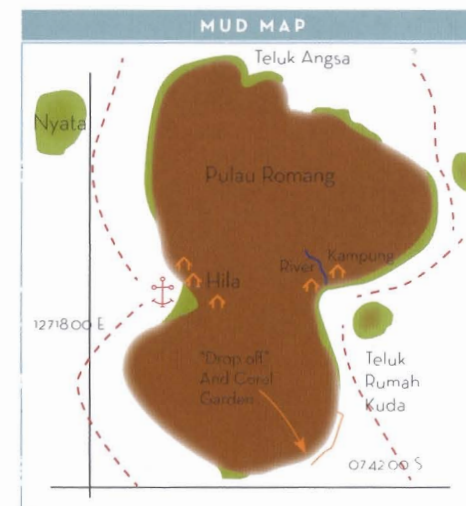 MUD MAP
Teluk Angsa
Nyata
Pulau Romang
Kampung
River
Hila
127 18 00 E
"Drop off"
And Coral
Garden
Teluk
Rumah
Kuda
07 42 00 S